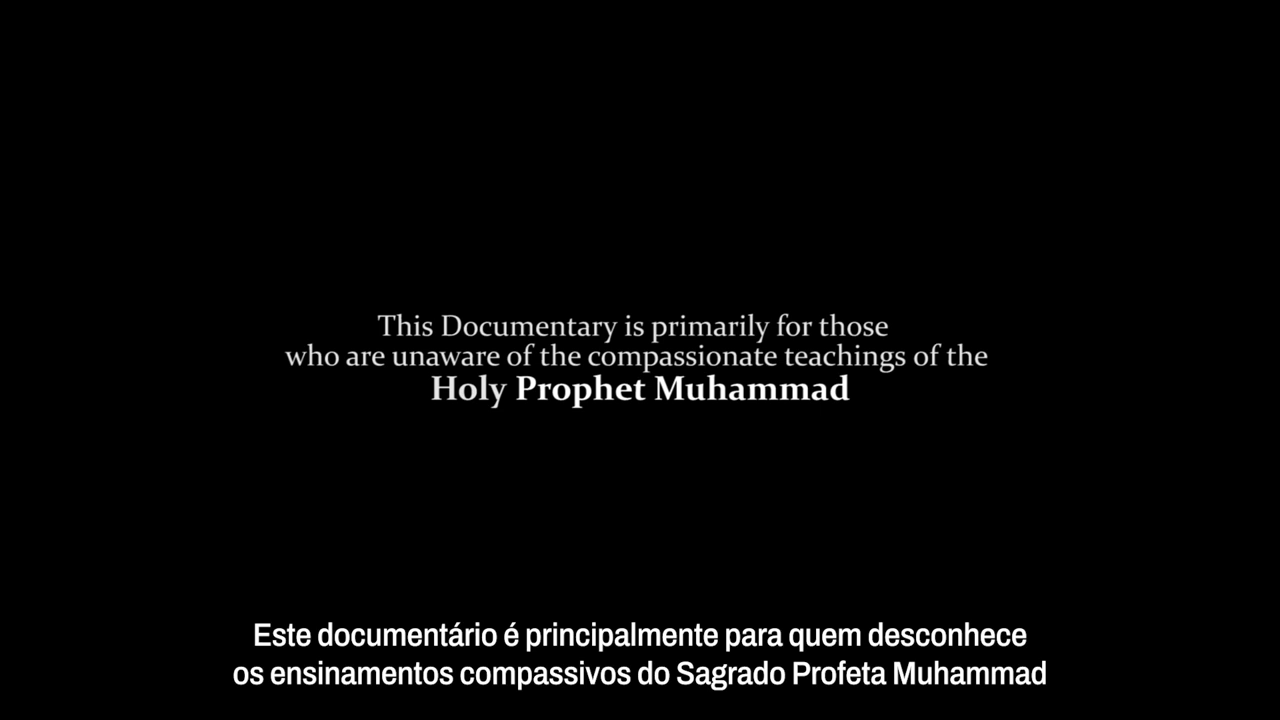 This Documentary is primarily for those
who are unaware of the compassionate teachings of the
Holy Prophet Muhammad
Este documentário é principalmente para quem desconhece
os ensinamentos compassivos do Sagrado Profeta Muhammad